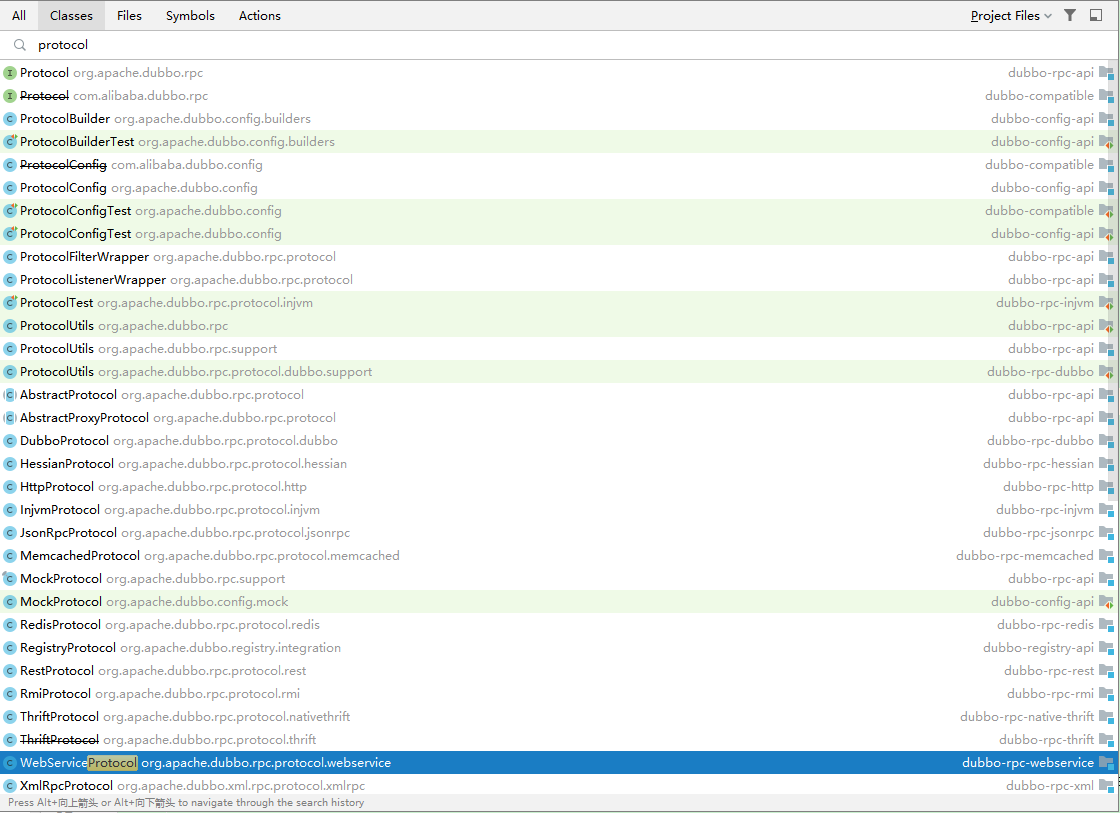 All Classes Files Symbols Actions Project Files
protocol
Protocol org.apache.dubbo.rpc dubbo-rpc-api
Protocol com.alibaba.dubbo.rpc dubbo-compatible
ProtocolBuilder org.apache.dubbo.config.builders dubbo-config-api
ProtocolBuilderTest org.apache.dubbo.config.builders dubbo-config-api
ProtocolConfig com.alibaba.dubbo.config dubbo-compatible
ProtocolConfig org.apache.dubbo.config dubbo-config-api
ProtocolConfigTest org.apache.dubbo.config dubbo-compatible
ProtocolConfigTest org.apache.dubbo.config dubbo-config-api
ProtocolFilterWrapper org.apache.dubbo.rpc.protocol dubbo-rpc-api
ProtocolListenerWrapper org.apache.dubbo.rpc.protocol dubbo-rpc-api
ProtocolTest org.apache.dubbo.rpc.protocol.injvm dubbo-rpc-injvm
ProtocolUtils org.apache.dubbo.rpc dubbo-rpc-api
ProtocolUtils org.apache.dubbo.rpc.support dubbo-rpc-api
ProtocolUtils org.apache.dubbo.rpc.protocol.dubbo.support dubbo-rpc-dubbo
AbstractProtocol org.apache.dubbo.rpc.protocol dubbo-rpc-api
AbstractProxyProtocol org.apache.dubbo.rpc.protocol dubbo-rpc-api
DubboProtocol org.apache.dubbo.rpc.protocol.dubbo dubbo-rpc-dubbo
HessianProtocol org.apache.dubbo.rpc.protocol.hessian dubbo-rpc-hessian
HttpProtocol org.apache.dubbo.rpc.protocol.http dubbo-rpc-http
InjvmProtocol org.apache.dubbo.rpc.protocol.injvm dubbo-rpc-injvm
JsonRpcProtocol org.apache.dubbo.rpc.protocol.jsonrpc dubbo-rpc-jsonrpc
MemcachedProtocol org.apache.dubbo.rpc.protocol.memcached dubbo-rpc-memcached
MockProtocol org.apache.dubbo.rpc.support dubbo-rpc-api
MockProtocol org.apache.dubbo.config.mock dubbo-config-api
RedisProtocol org.apache.dubbo.rpc.protocol.redis dubbo-rpc-redis
RegistryProtocol org.apache.dubbo.registry.integration dubbo-registry-api
RestProtocol org.apache.dubbo.rpc.protocol.rest dubbo-rpc-rest
RmiProtocol org.apache.dubbo.rpc.protocol.rmi dubbo-rpc-rmi
ThriftProtocol org.apache.dubbo.rpc.protocol.nativethrift dubbo-rpc-native-thrift
ThriftProtocol org.apache.dubbo.rpc.protocol.thrift dubbo-rpc-thrift
WebServiceProtocol org.apache.dubbo.rpc.protocol.webservice dubbo-rpc-webservice
XmlRpcProtocol org.apache.dubbo.xml.rpc.protocol.xmlrpc dubbo-rpc-xml
Press Alt+向上箭头 or Alt+向下箭头 to navigate through the search history